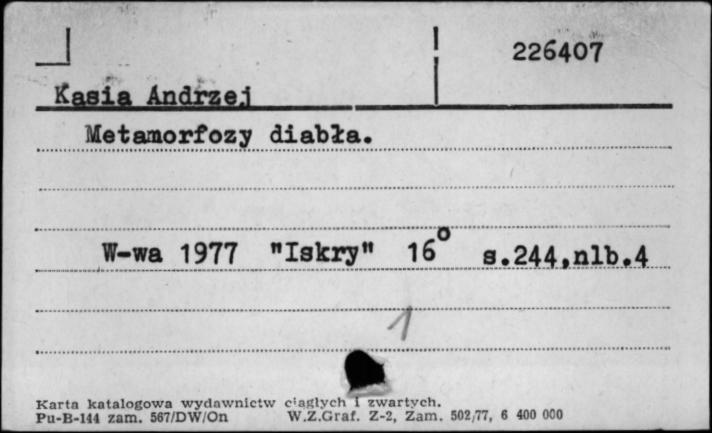 226407
Kasia Andrzej
Metamorfozy diabła.
W-wa 1977 "Iskry" 16° s.244,nlb.4
1
Karta katalogowa wydawnictw ciągłych i zwartych.
Pu-B-144 zam. 567/DW/On W.Z.Graf. Z-2, Zam. 502/77, 6 400 000